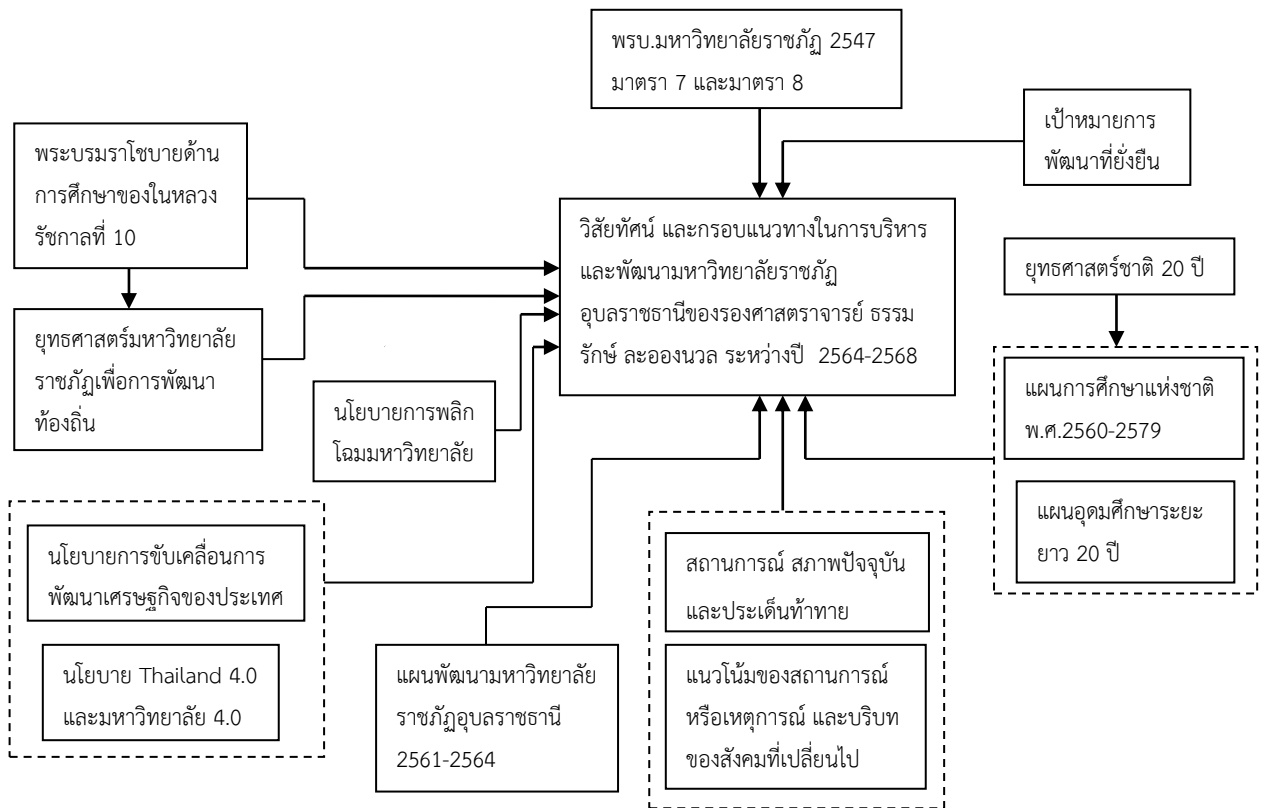 พรบ.มหาวิทยาลัยราชภัฏ 2547
มาตรา 7 และมาตรา 8
เป้าหมายการ
พัฒนาที่ยั่งยืน
พระบรมราโชบายด้าน
การศึกษาของในหลวง
รัชกาลที่ 10
วิสัยทัศน์ และกรอบแนวทางในการบริหาร
และพัฒนามหาวิทยาลัยราชภัฏ
อุบลราชธานีของรองศาสตราจารย์ ธรรม
รักษ์ ละอองนวล ระหว่างปี 2564-2568
ยุทธศาสตร์ชาติ 20 ปี
ยุทธศาสตร์มหาวิทยาลัย
ราชภัฏเพื่อการพัฒนา
ท้องถิ่น
นโยบายการพลิก
โฉมมหาวิทยาลัย
แผนการศึกษาแห่งชาติ
พ.ศ.2560-2579
แผนอุดมศึกษาระยะ
ยาว 20 ปี
นโยบายการขับเคลื่อนการ
พัฒนาเศรษฐกิจของประเทศ
นโยบาย Thailand 4.0
และมหาวิทยาลัย 4.0
แผนพัฒนามหาวิทยาลัย
ราชภัฏอุบลราชธานี
2561-2564
สถานการณ์ สภาพปัจจุบัน
และประเด็นท้าทาย
แนวโน้มของสถานการณ์
หรือเหตุการณ์ และบริบท
ของสังคมที่เปลี่ยนไป